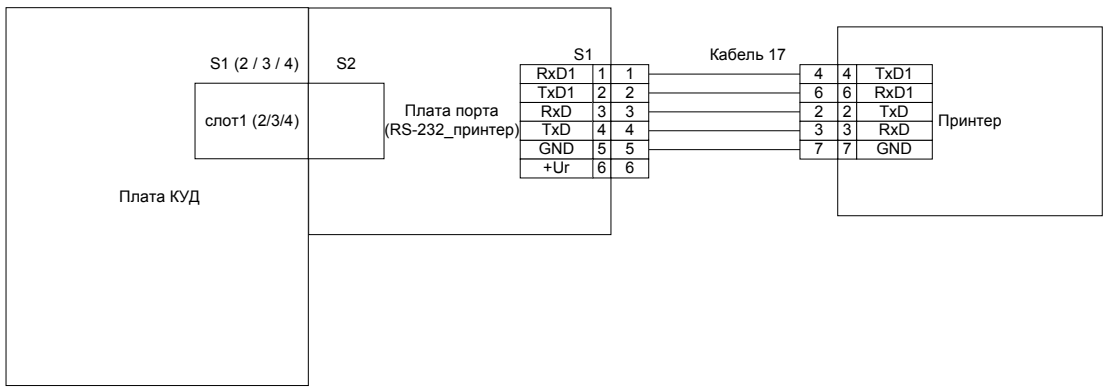 S1 Кабель 17
S1 (2 / 3 / 4) S2
RxD1 1 1 4 4 TxD1
TxD1 2 2 6 6 RxD1
слот1 (2/3/4) Плата порта RxD 3 3 2 2 TxD Принтер
(RS-232_принтер) TxD 4 4 3 3 RxD
GND 5 5 7 7 GND
+Ur 6 6
Плата КУД